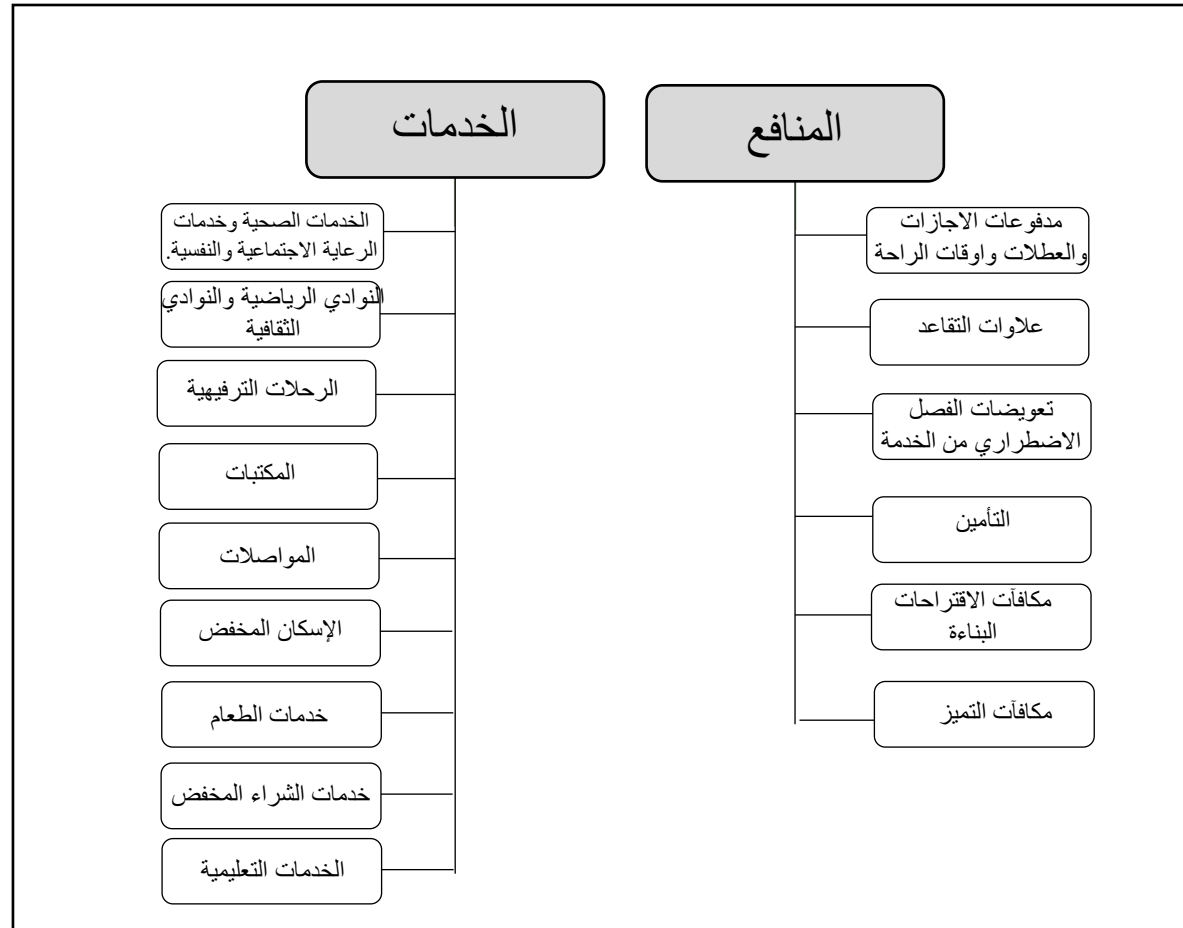 المنافع
مدفوعات الاجازات
والعطلات واوقات الراحة
علاوات التقاعد
تعويضات الفصل
الاضطراري من الخدمة
التأمين
مكافآت الاقتراحات
البناءة
مكافآت التميز
الخدمات
الخدمات الصحية وخدمات
الرعاية الاجتماعية والنفسية.
النوادي الرياضية والنوادي
الثقافية
الرحلات الترفيهية
المكتبات
المواصلات
الإسكان المخفض
خدمات الطعام
خدمات الشراء المخفض
الخدمات التعليمية